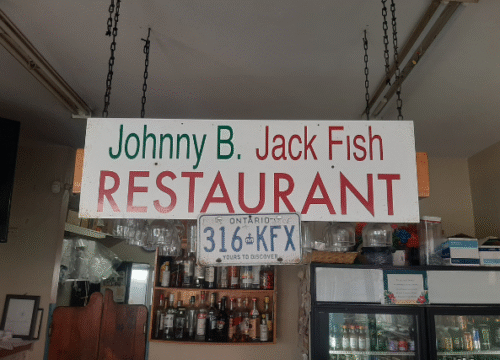 Johnny B. Jack Fish
RESTAURANT
ONTARIO
316 KFX
YOURS TO DISCOVER